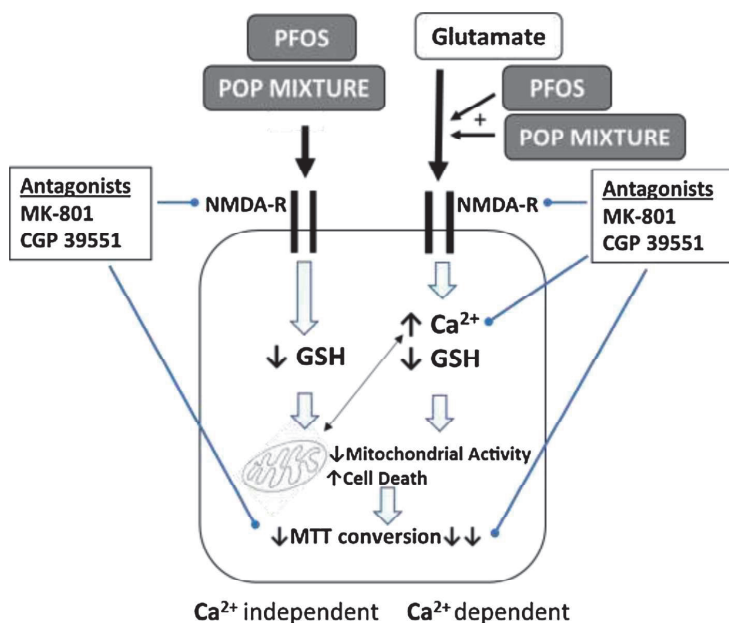 PFOS
POP MIXTURE
Glutamate
PFOS
+
POP MIXTURE
Antagonists
MK-801
CGP 39551
NMDA-R
NMDA-R
Antagonists
MK-801
CGP 39551
↑ Ca²⁺
↓ GSH
↓ GSH
↓Mitochondrial Activity
↑Cell Death
↓MTT conversion↓↓
Ca²⁺ independent
Ca²⁺ dependent